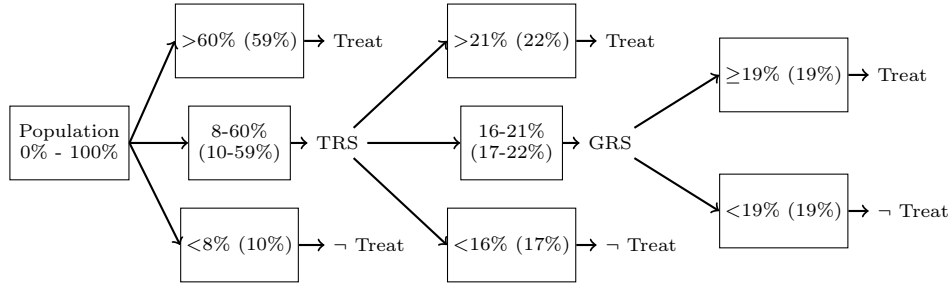 >60% (59%)
Treat
>21% (22%)
Treat
≥19% (19%)
Treat
Population
0% - 100%
8-60%
(10-59%)
TRS
16-21%
(17-22%)
GRS
<19% (19%)
¬ Treat
<8% (10%)
¬ Treat
<16% (17%)
¬ Treat